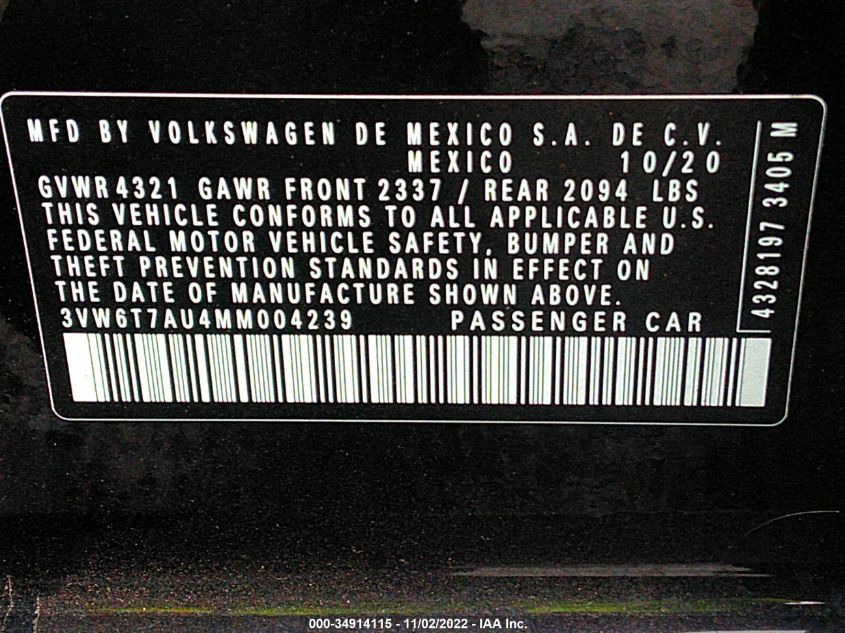 MFD BY VOLKSWAGEN DE MEXICO S.A. DE C.V.
MEXICO 10/20
GVWR 4321 GAWR FRONT 2337 / REAR 2094 LBS
THIS VEHICLE CONFORMS TO ALL APPLICABLE U.S.
FEDERAL MOTOR VEHICLE SAFETY, BUMPER AND
THEFT PREVENTION STANDARDS IN EFFECT ON
THE DATE OF MANUFACTURE SHOWN ABOVE.
3VW6T7AU4MM004239 PASSENGER CAR
4328197 3405 M
000-34914115 - 11/02/2022 - IAA Inc.